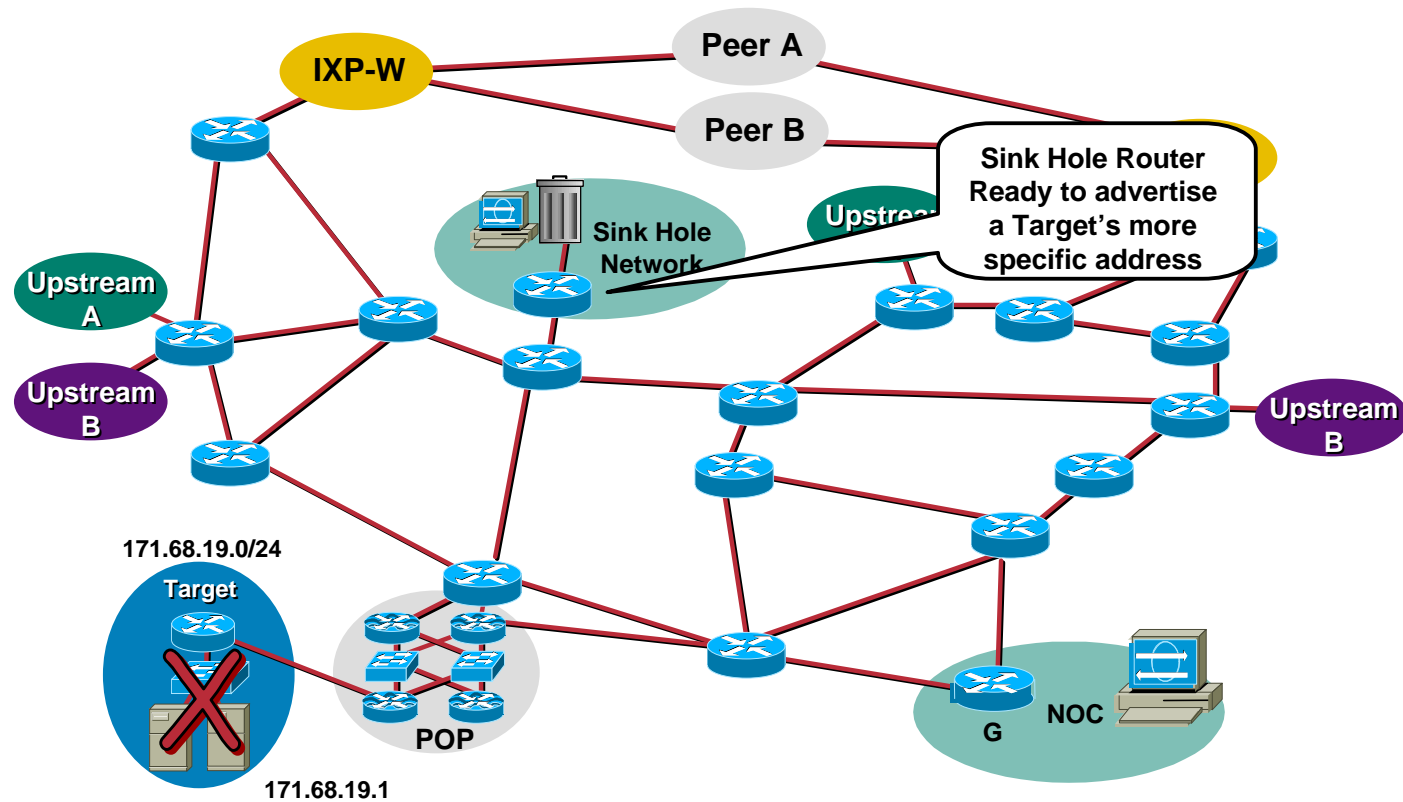 Peer A
IXP-W
Peer B
Sink Hole Router
Ready to advertise
a Target's more
specific address
Sink Hole
Network
Upstream
A
Upstream
B
Upstream
B
171.68.19.0/24
Target
POP
G
NOC
171.68.19.1